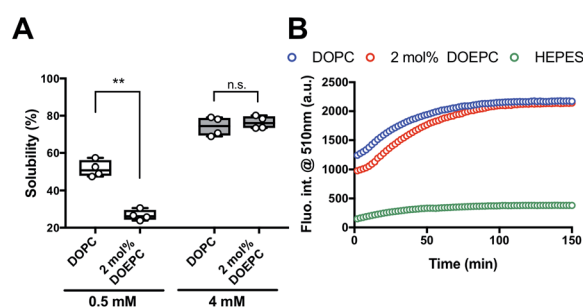 A
B
DOPC 2 mol% DOEPC HEPES
Solubility (%)
100
80
60
40
20
**
n.s.
DOPC
2 mol%
DOEPC
DOPC
2 mol%
DOEPC
0.5 mM
4 mM
Fluo. int. @ 510nm (a.u.)
2500
2000
1500
1000
500
0
0
50
100
150
Time (min)